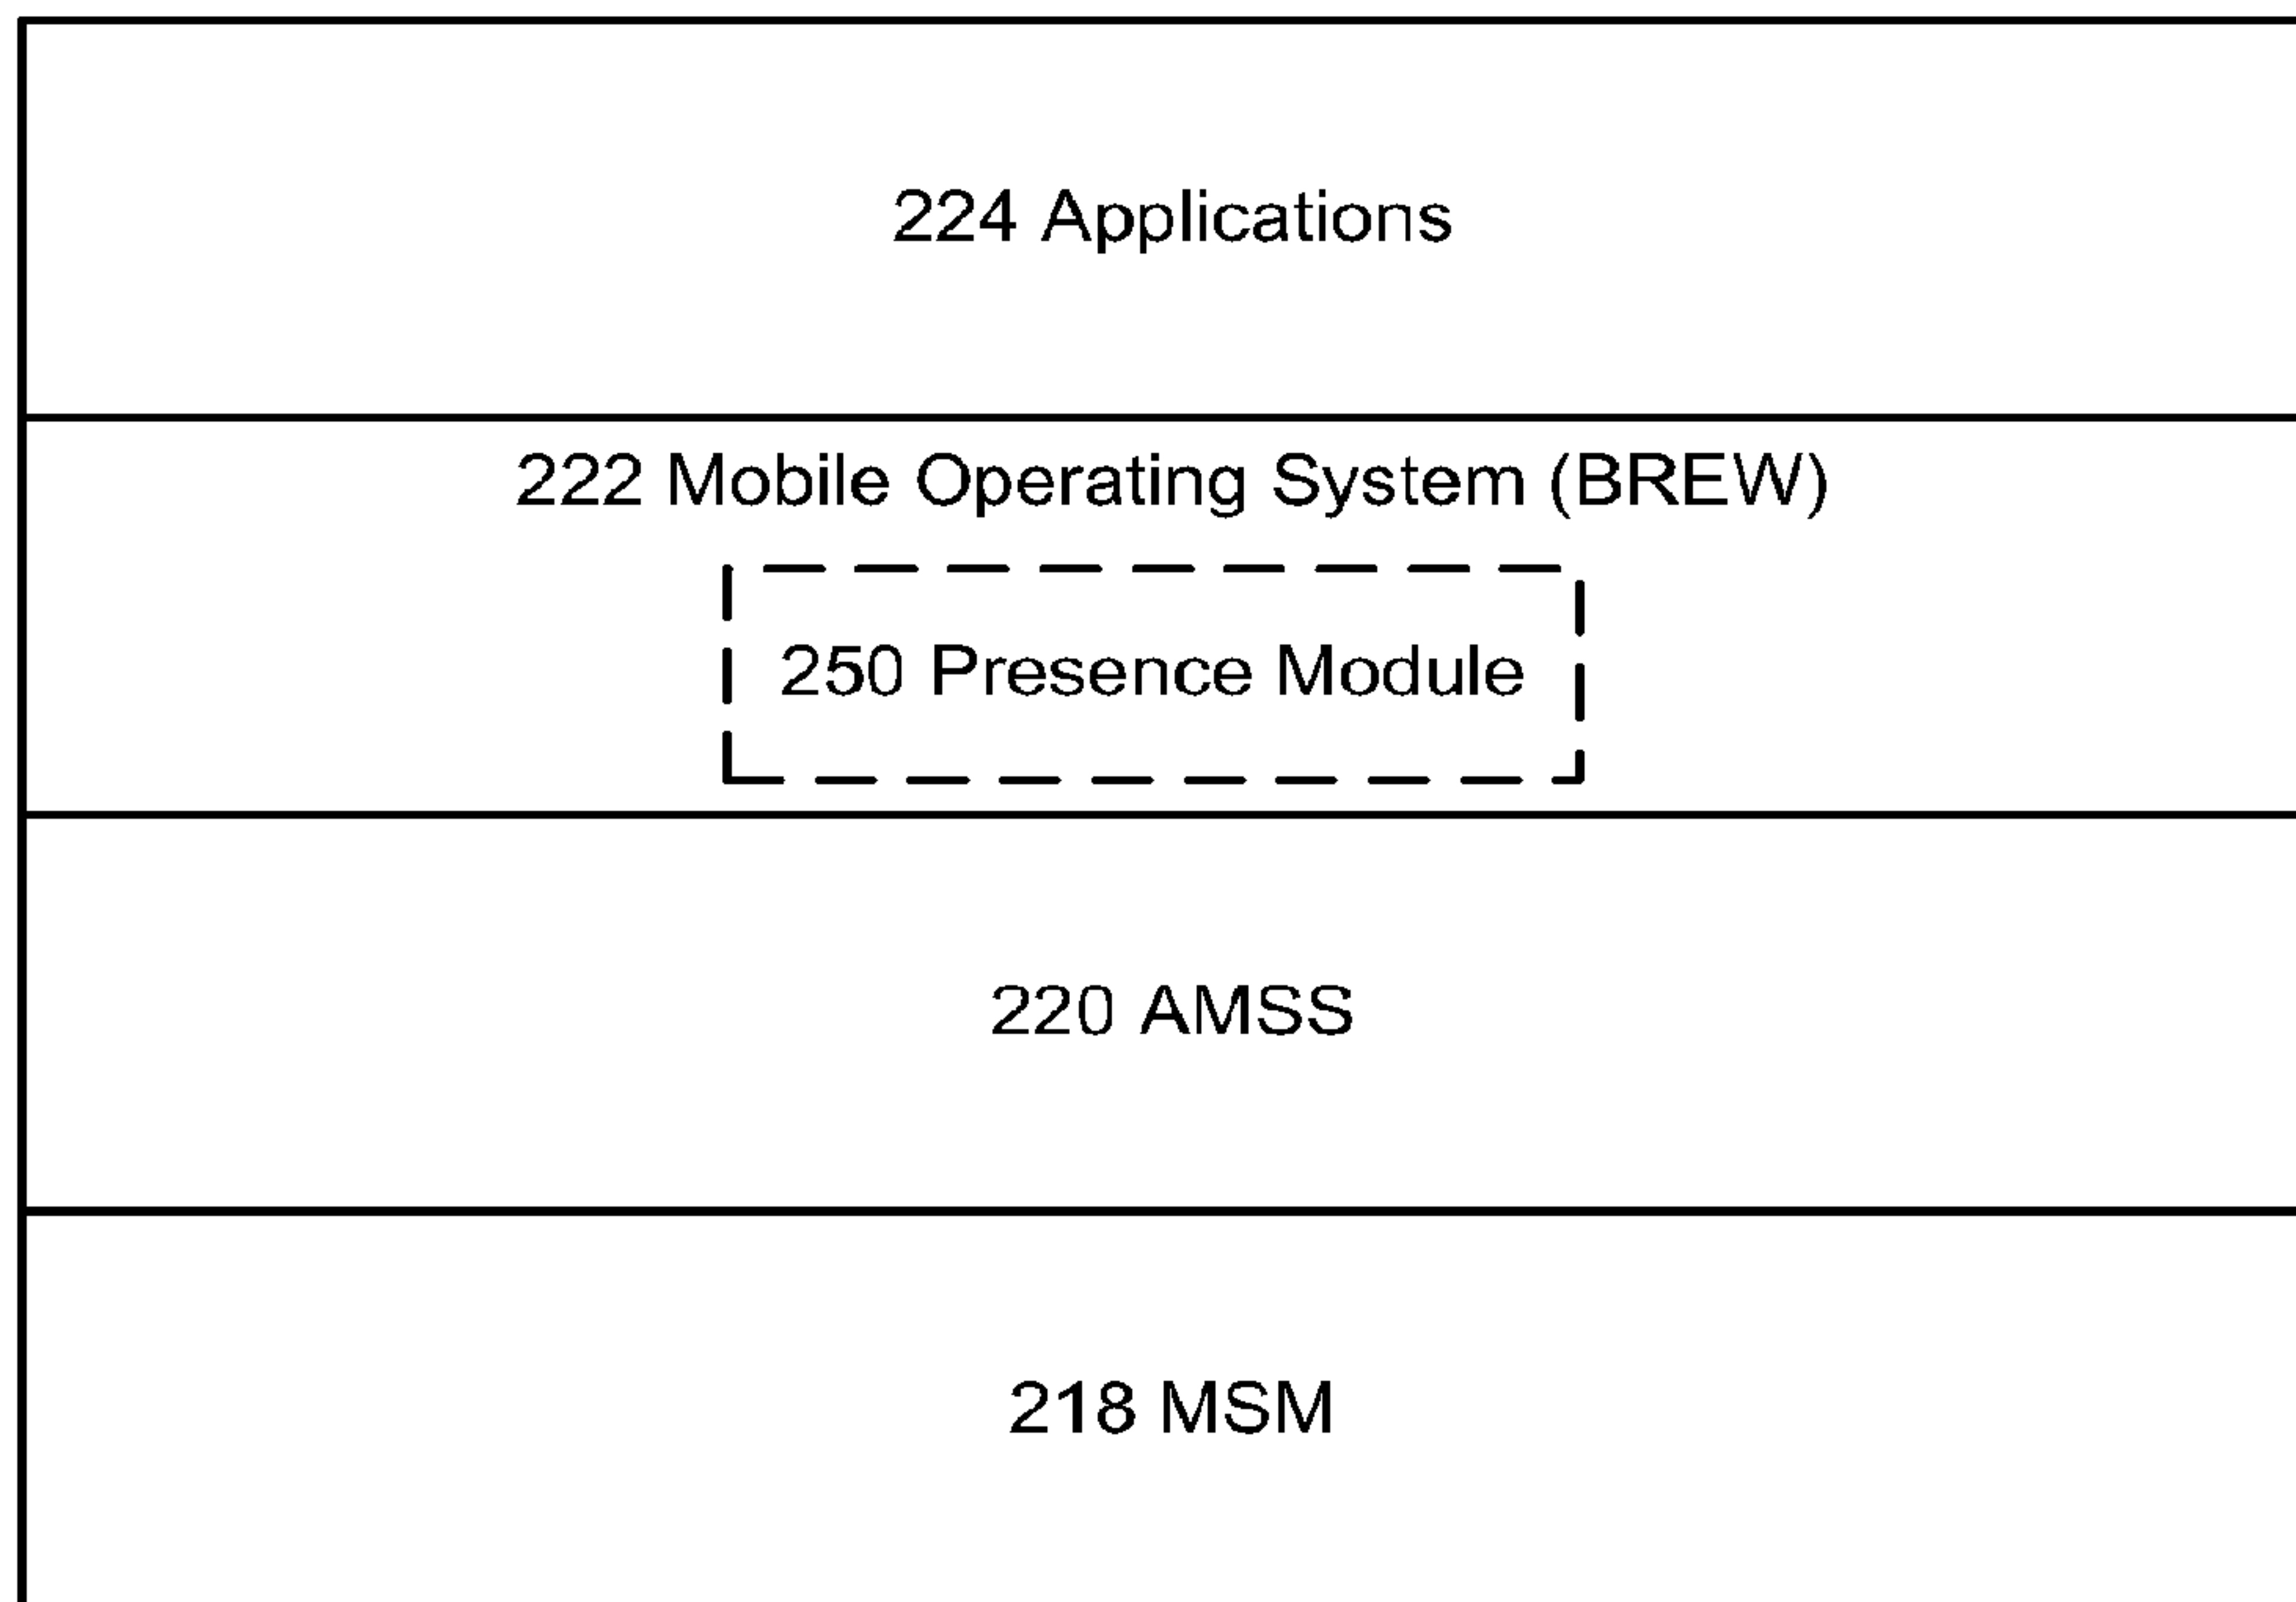 224 Applications
222 Mobile Operating System (BREW)
250 Presence Module
220 AMSS
218 MSM